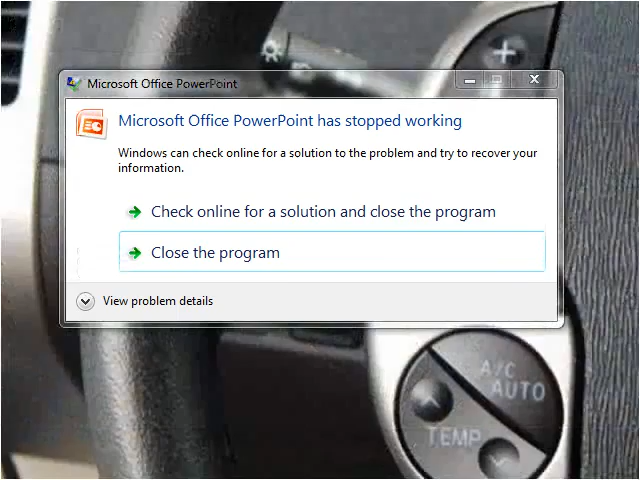 Microsoft Office PowerPoint
Microsoft Office PowerPoint has stopped working
Windows can check online for a solution to the problem and try to recover your
information.
Check online for a solution and close the program
Close the program
View problem details
A/C
AUTO
TEMP